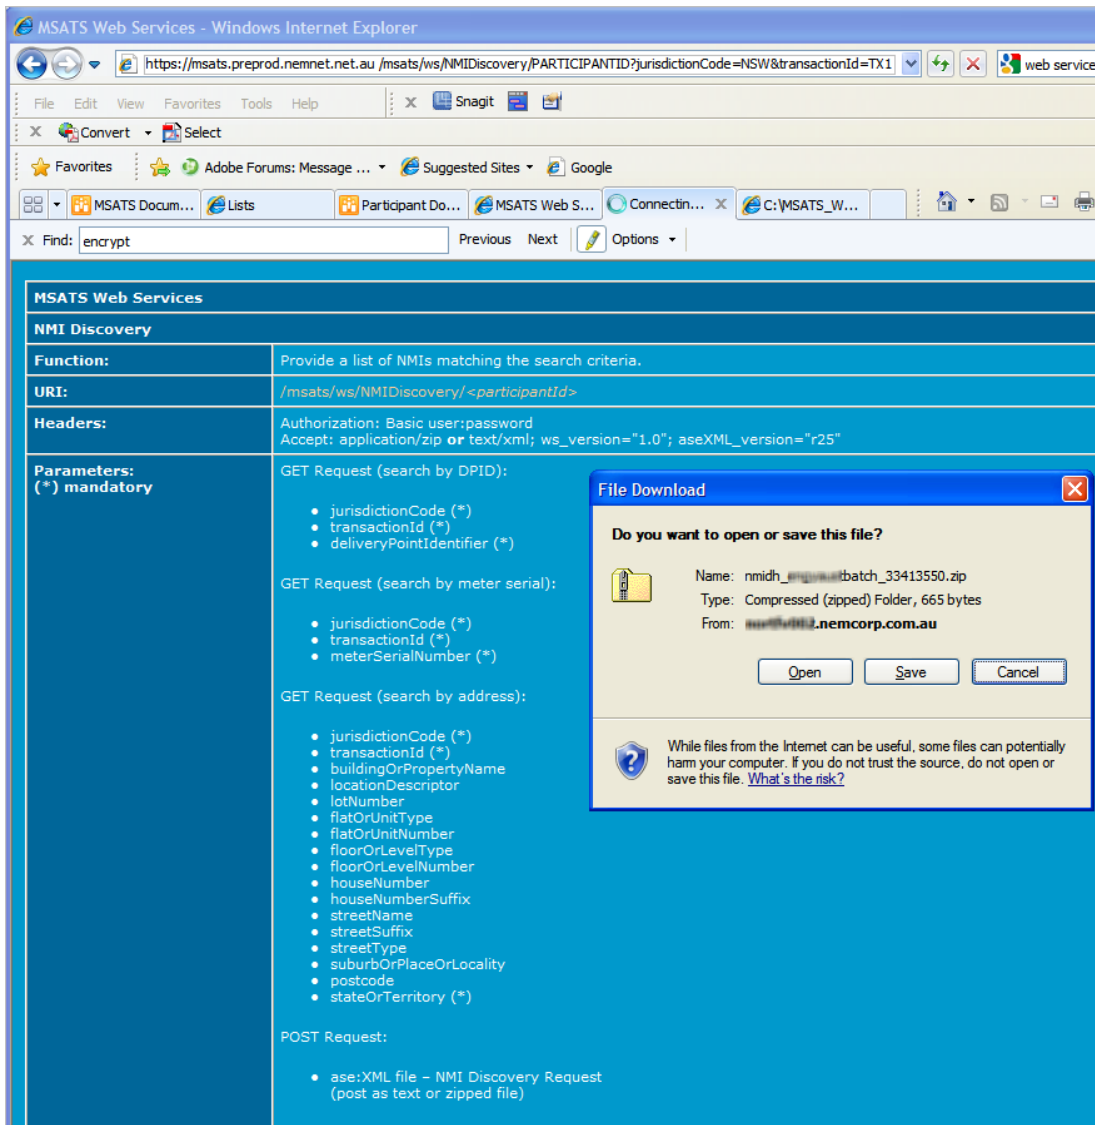 MSATS Web Services - Windows Internet Explorer
https://msats.preprod.nemnet.net.au /msats/ws/NMIDiscovery/PARTICIPANTID?jurisdictionCode=NSW&transactionId=TX1
web service
File Edit View Favorites Tools Help
Snagit
Convert Select
Favorites Adobe Forums: Message ... Suggested Sites Google
MSATS Docum... Lists Participant Do... MSATS Web S... Connectin... C:\MSATS_W...
Find: encrypt Previous Next Options
MSATS Web Services
NMI Discovery
Function: Provide a list of NMIs matching the search criteria.
URI: /msats/ws/NMIDiscovery/<participantId>
Headers: Authorization: Basic user:password
Accept: application/zip or text/xml; ws_version="1.0"; aseXML_version="r25"
Parameters:
(*) mandatory
GET Request (search by DPID):
• jurisdictionCode (*)
• transactionId (*)
• deliveryPointIdentifier (*)
GET Request (search by meter serial):
• jurisdictionCode (*)
• transactionId (*)
• meterSerialNumber (*)
GET Request (search by address):
• jurisdictionCode (*)
• transactionId (*)
• buildingOrPropertyName
• locationDescriptor
• lotNumber
• flatOrUnitType
• flatOrUnitNumber
• floorOrLevelType
• floorOrLevelNumber
• houseNumber
• houseNumberSuffix
• streetName
• streetSuffix
• streetType
• suburbOrPlaceOrLocality
• postcode
• stateOrTerritory (*)
POST Request:
• ase:XML file – NMI Discovery Request
(post as text or zipped file)
File Download
Do you want to open or save this file?
Name: nmidh_ batch_33413550.zip
Type: Compressed (zipped) Folder, 665 bytes
From: .nemcorp.com.au
Open Save Cancel
While files from the Internet can be useful, some files can potentially
harm your computer. If you do not trust the source, do not open or
save this file. What's the risk?